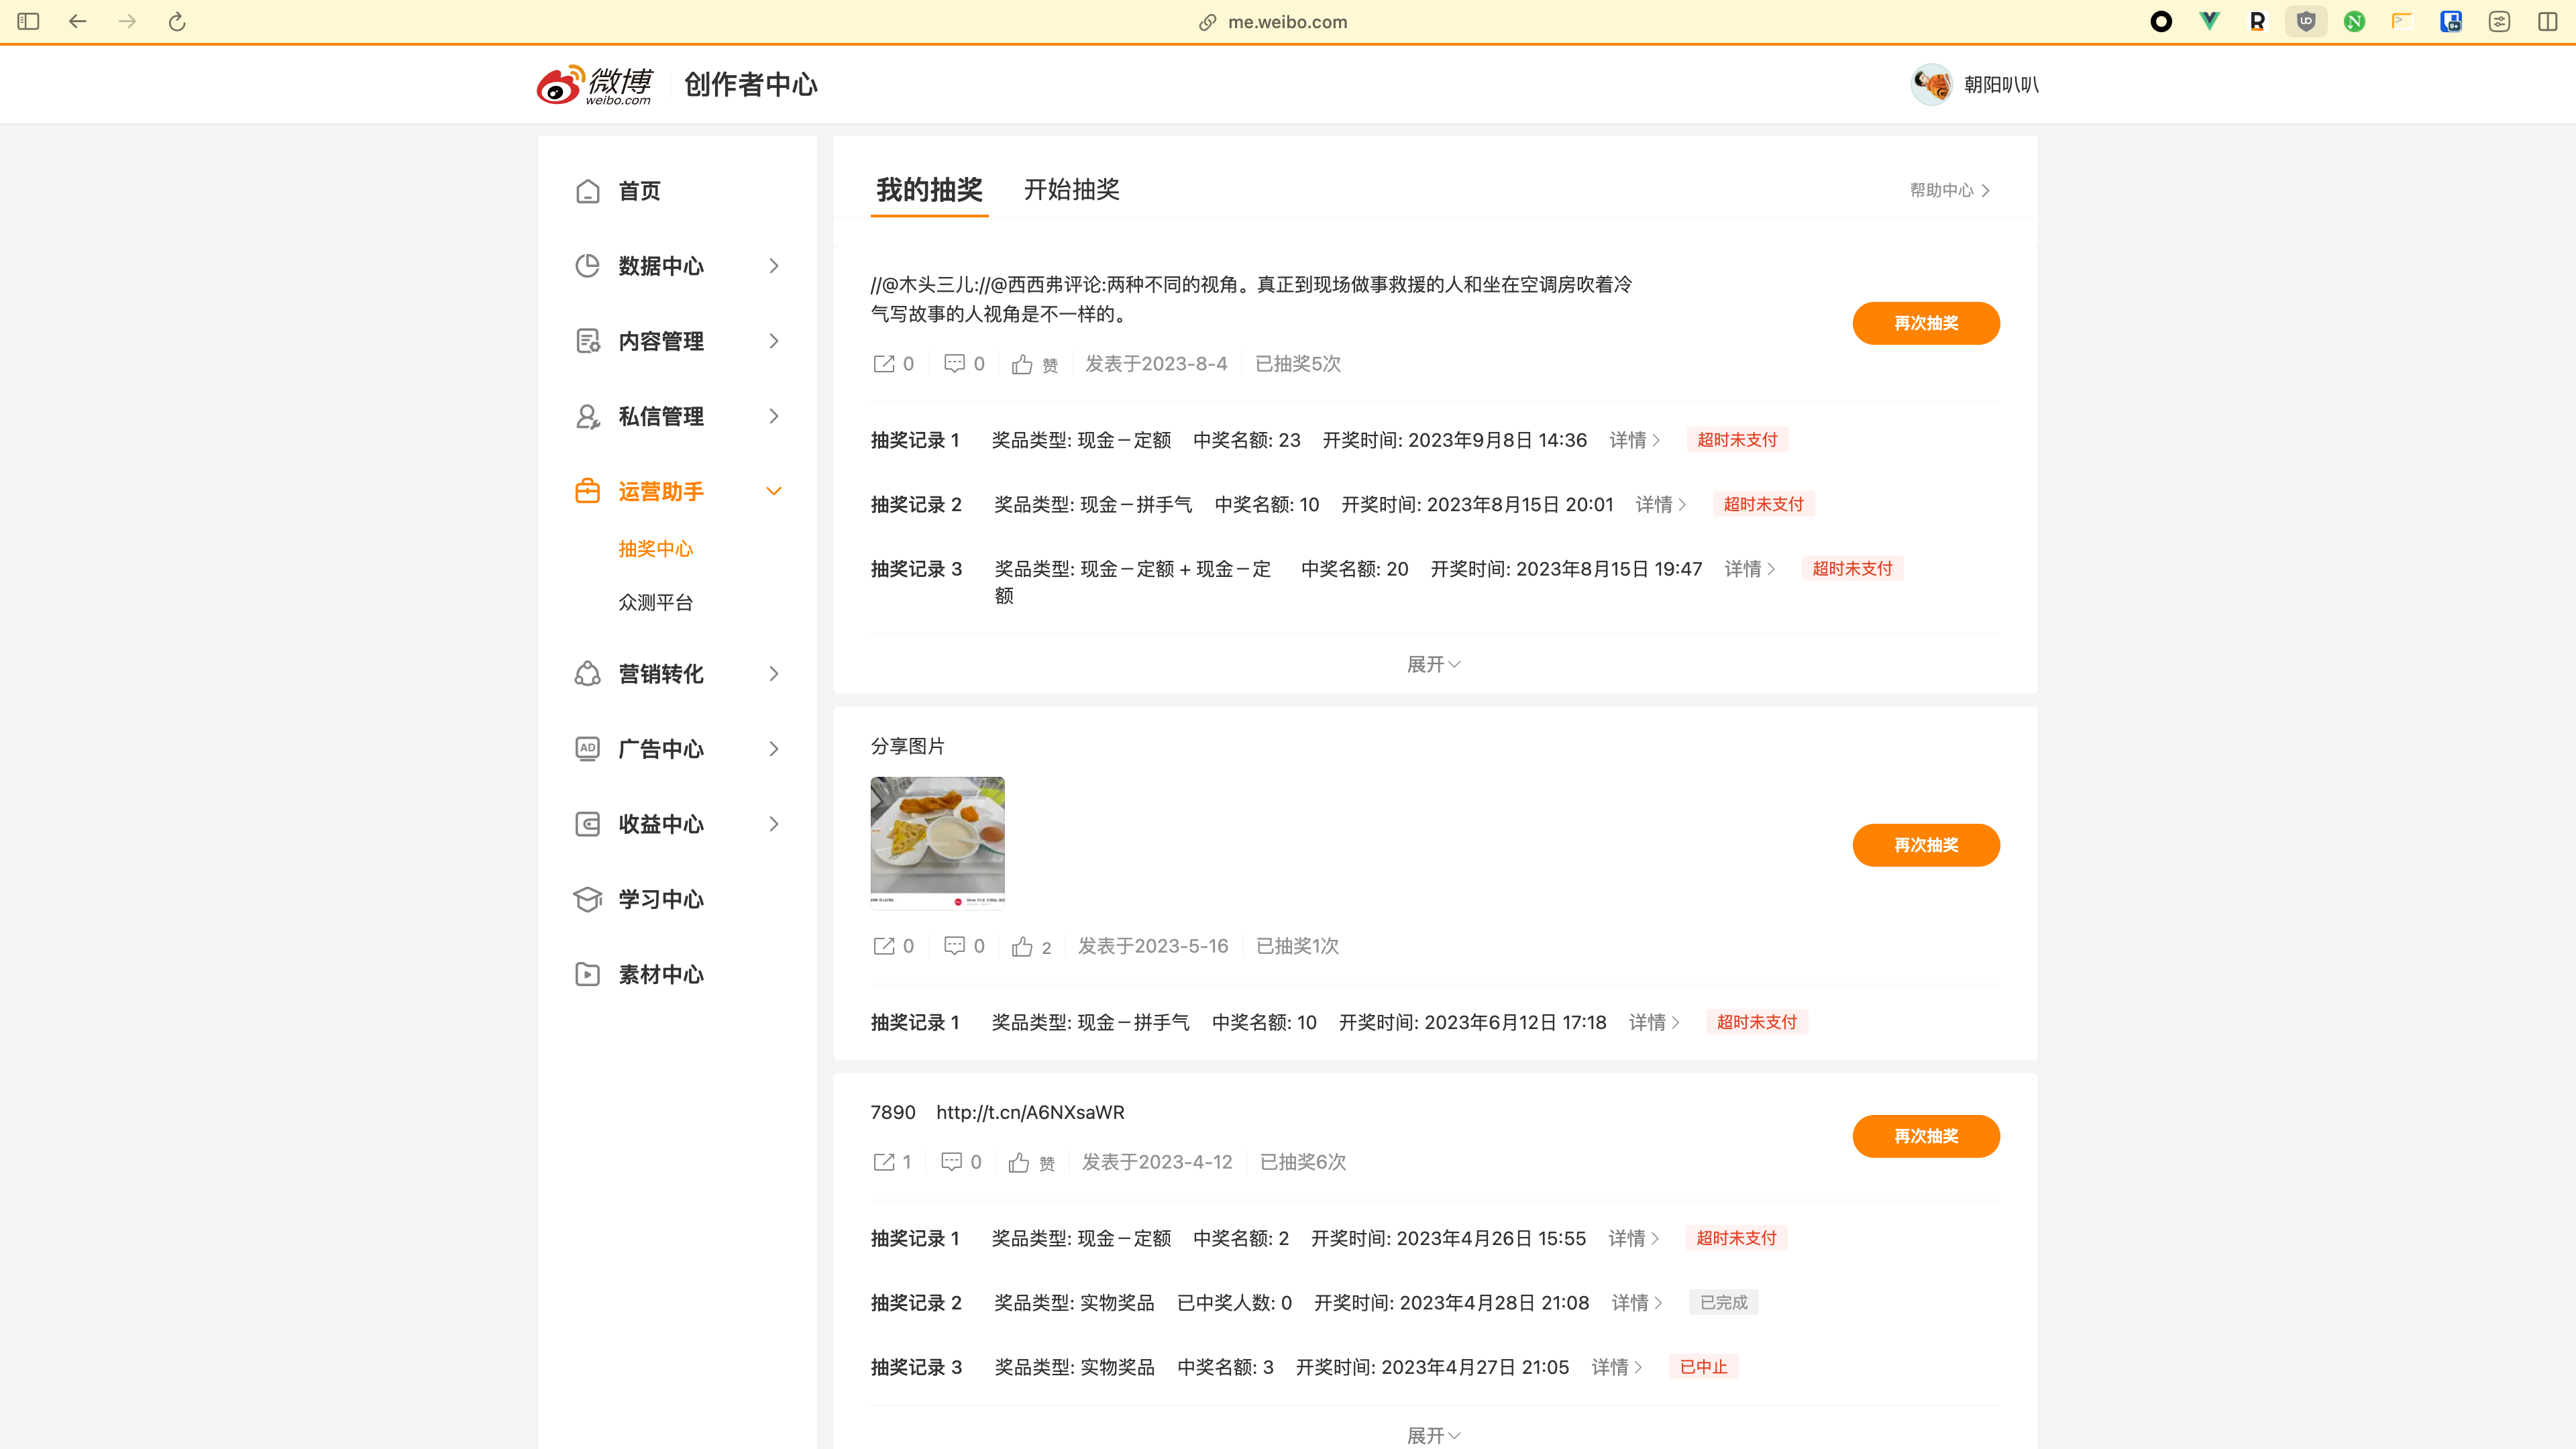 me.weibo.com
微博
weibo.com
创作者中心
朝阳叭叭
首页
数据中心
内容管理
私信管理
运营助手
抽奖中心
众测平台
营销转化
AD
广告中心
收益中心
学习中心
素材中心
我的抽奖 开始抽奖 帮助中心
//@木头三儿://@西西弗评论:两种不同的视角。真正到现场做事救援的人和坐在空调房吹着冷
气写故事的人视角是不一样的。
再次抽奖
0 0 赞 发表于2023-8-4 已抽奖5次
抽奖记录 1 奖品类型: 现金－定额 中奖名额: 23 开奖时间: 2023年9月8日 14:36 详情 超时未支付
抽奖记录 2 奖品类型: 现金－拼手气 中奖名额: 10 开奖时间: 2023年8月15日 20:01 详情 超时未支付
抽奖记录 3 奖品类型: 现金－定额 + 现金－定 中奖名额: 20 开奖时间: 2023年8月15日 19:47 详情 超时未支付
额
展开
分享图片
再次抽奖
0 0 2 发表于2023-5-16 已抽奖1次
抽奖记录 1 奖品类型: 现金－拼手气 中奖名额: 10 开奖时间: 2023年6月12日 17:18 详情 超时未支付
7890 http://t.cn/A6NXsaWR
再次抽奖
1 0 赞 发表于2023-4-12 已抽奖6次
抽奖记录 1 奖品类型: 现金－定额 中奖名额: 2 开奖时间: 2023年4月26日 15:55 详情 超时未支付
抽奖记录 2 奖品类型: 实物奖品 已中奖人数: 0 开奖时间: 2023年4月28日 21:08 详情 已完成
抽奖记录 3 奖品类型: 实物奖品 中奖名额: 3 开奖时间: 2023年4月27日 21:05 详情 已中止
展开